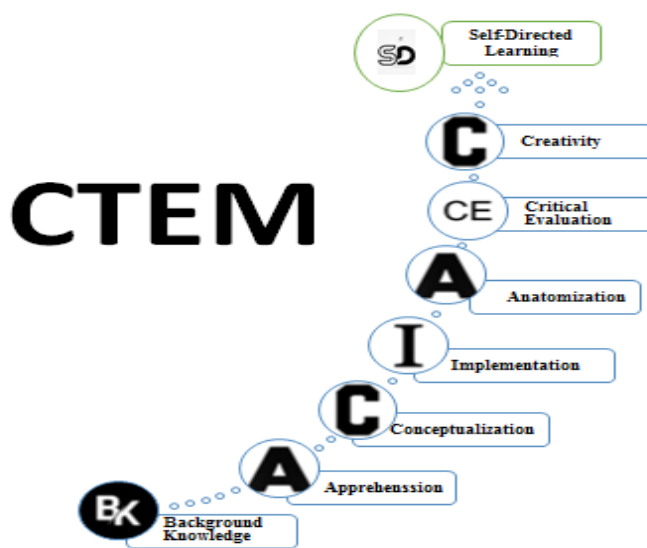 SD
Self-Directed
Learning
C
Creativity
CTEM
CE
Critical
Evaluation
A
Anatomization
I
Implementation
C
Conceptualization
A
Apprehenssion
BK
Background
Knowledge